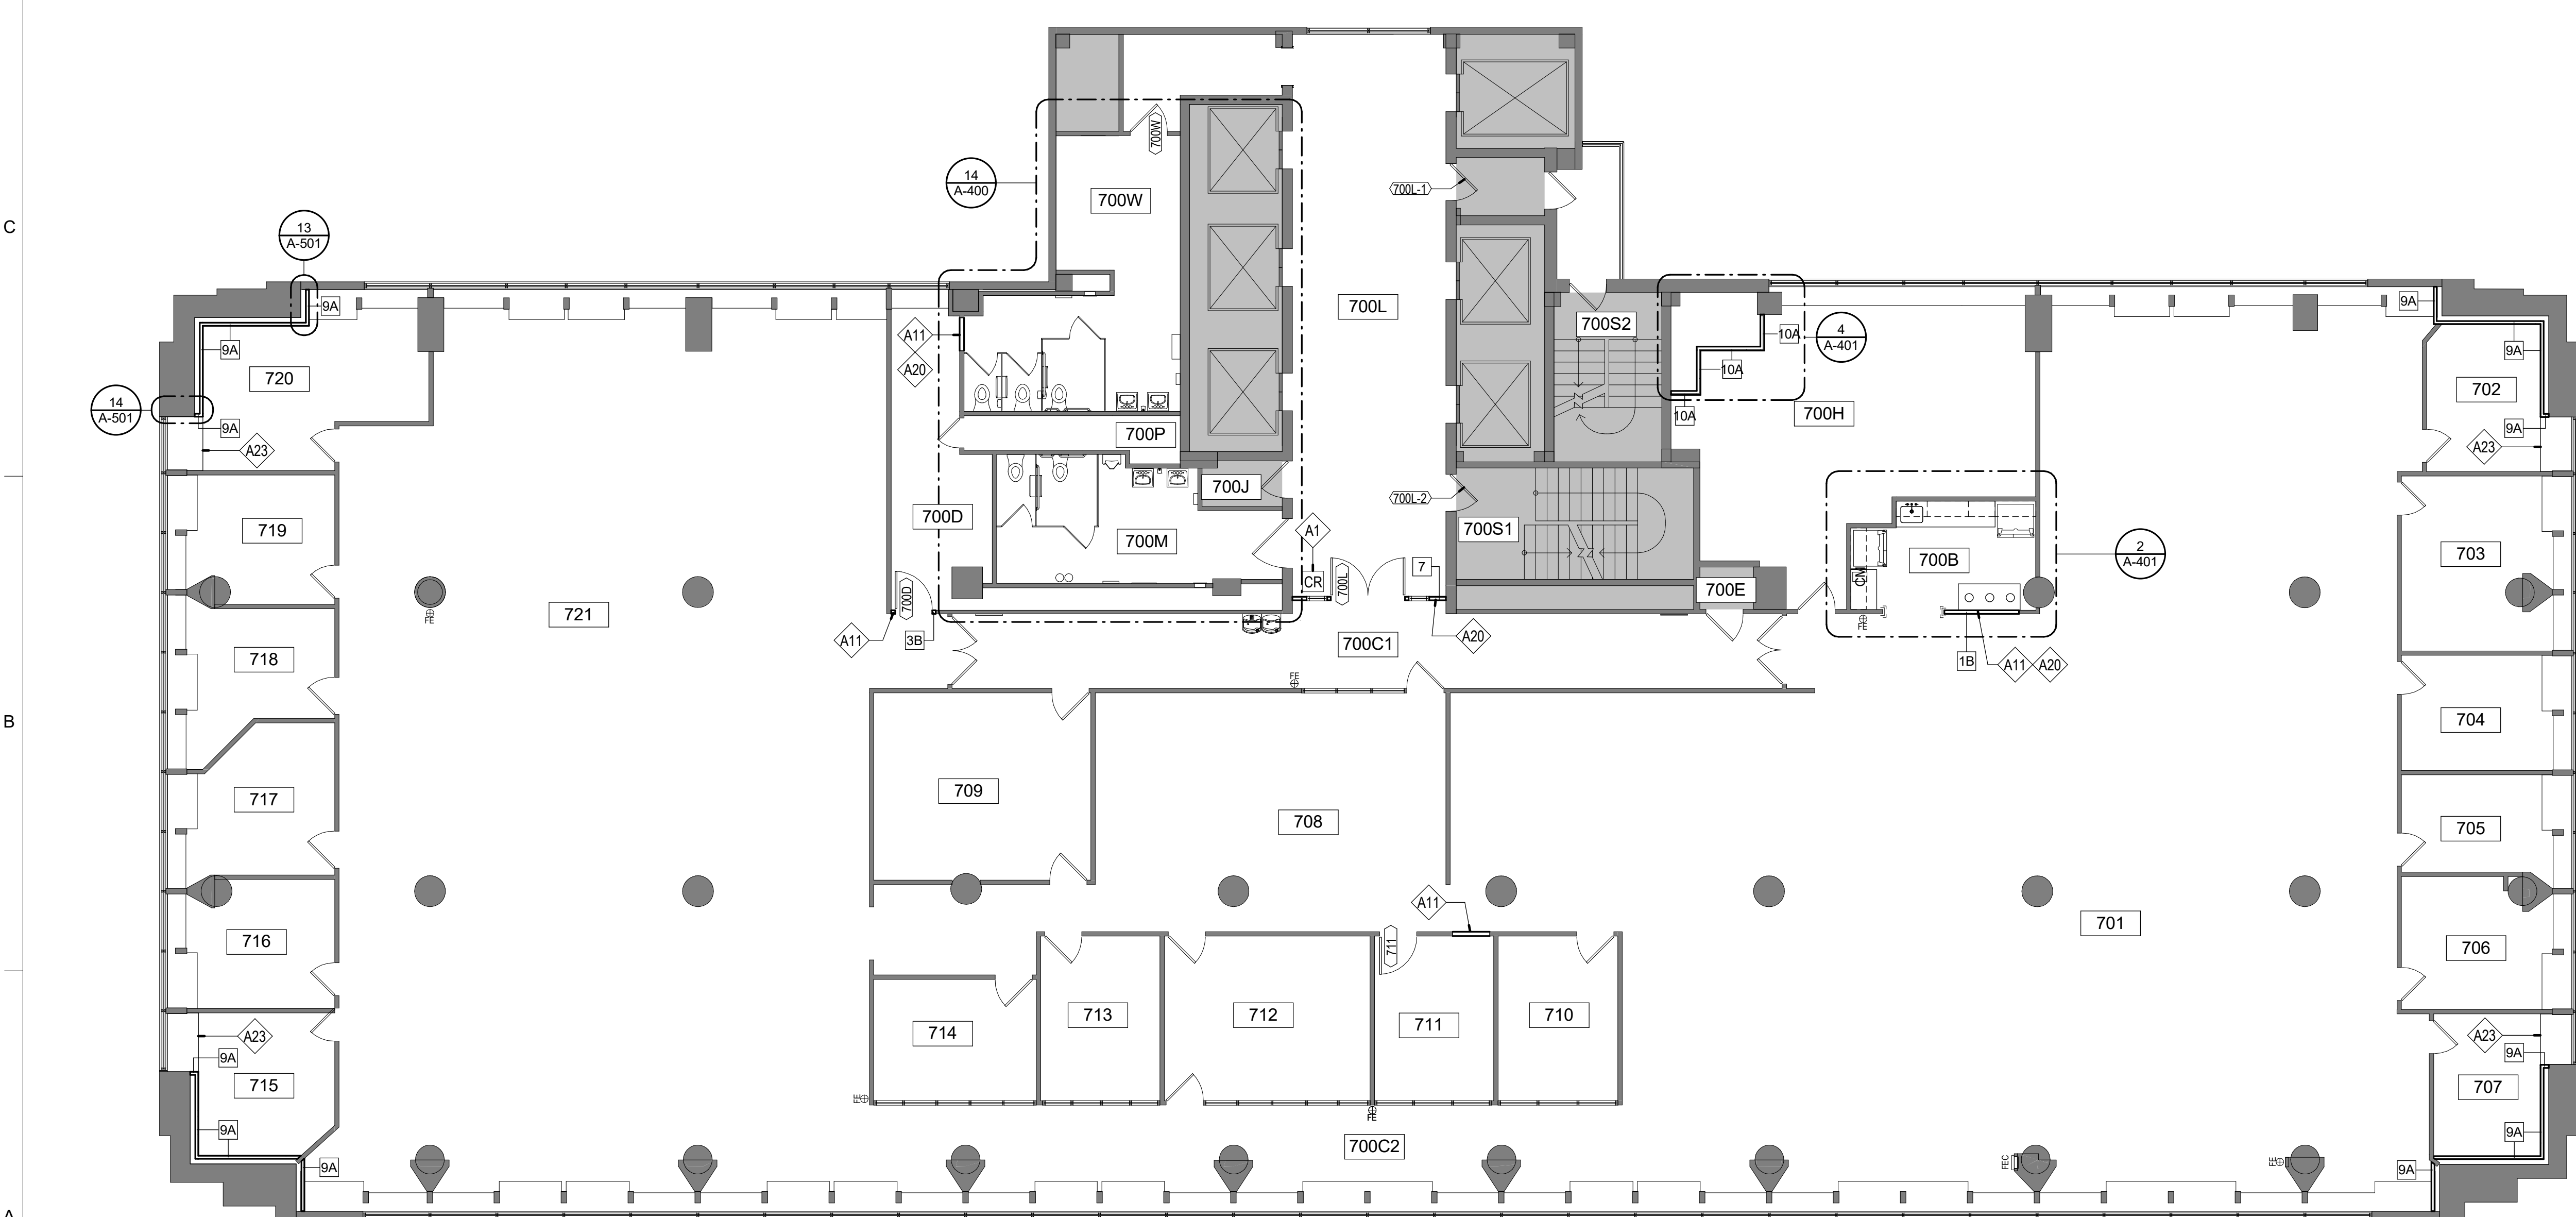 C
B
A
14
A-400
13
A-501
14
A-501
4
A-401
2
A-401
700W
700W
700L-1
700L
9A
9A
9A
A23
720
A11
A20
700S2
10A
10A
10A
700H
9A
9A
9A
A23
702
700P
700J
700L-2
700S1
700D
700M
A1
CR
700L
7
A20
700E
700B
CM
FE
1B
A11
A20
719
721
FE
718
A11
700D
3B
700C1
FE
703
704
717
709
708
705
716
A11
711
701
706
A23
9A
715
9A
9A
714
713
712
711
710
FE
FE
700C2
A23
9A
707
9A
9A
FEC
FE